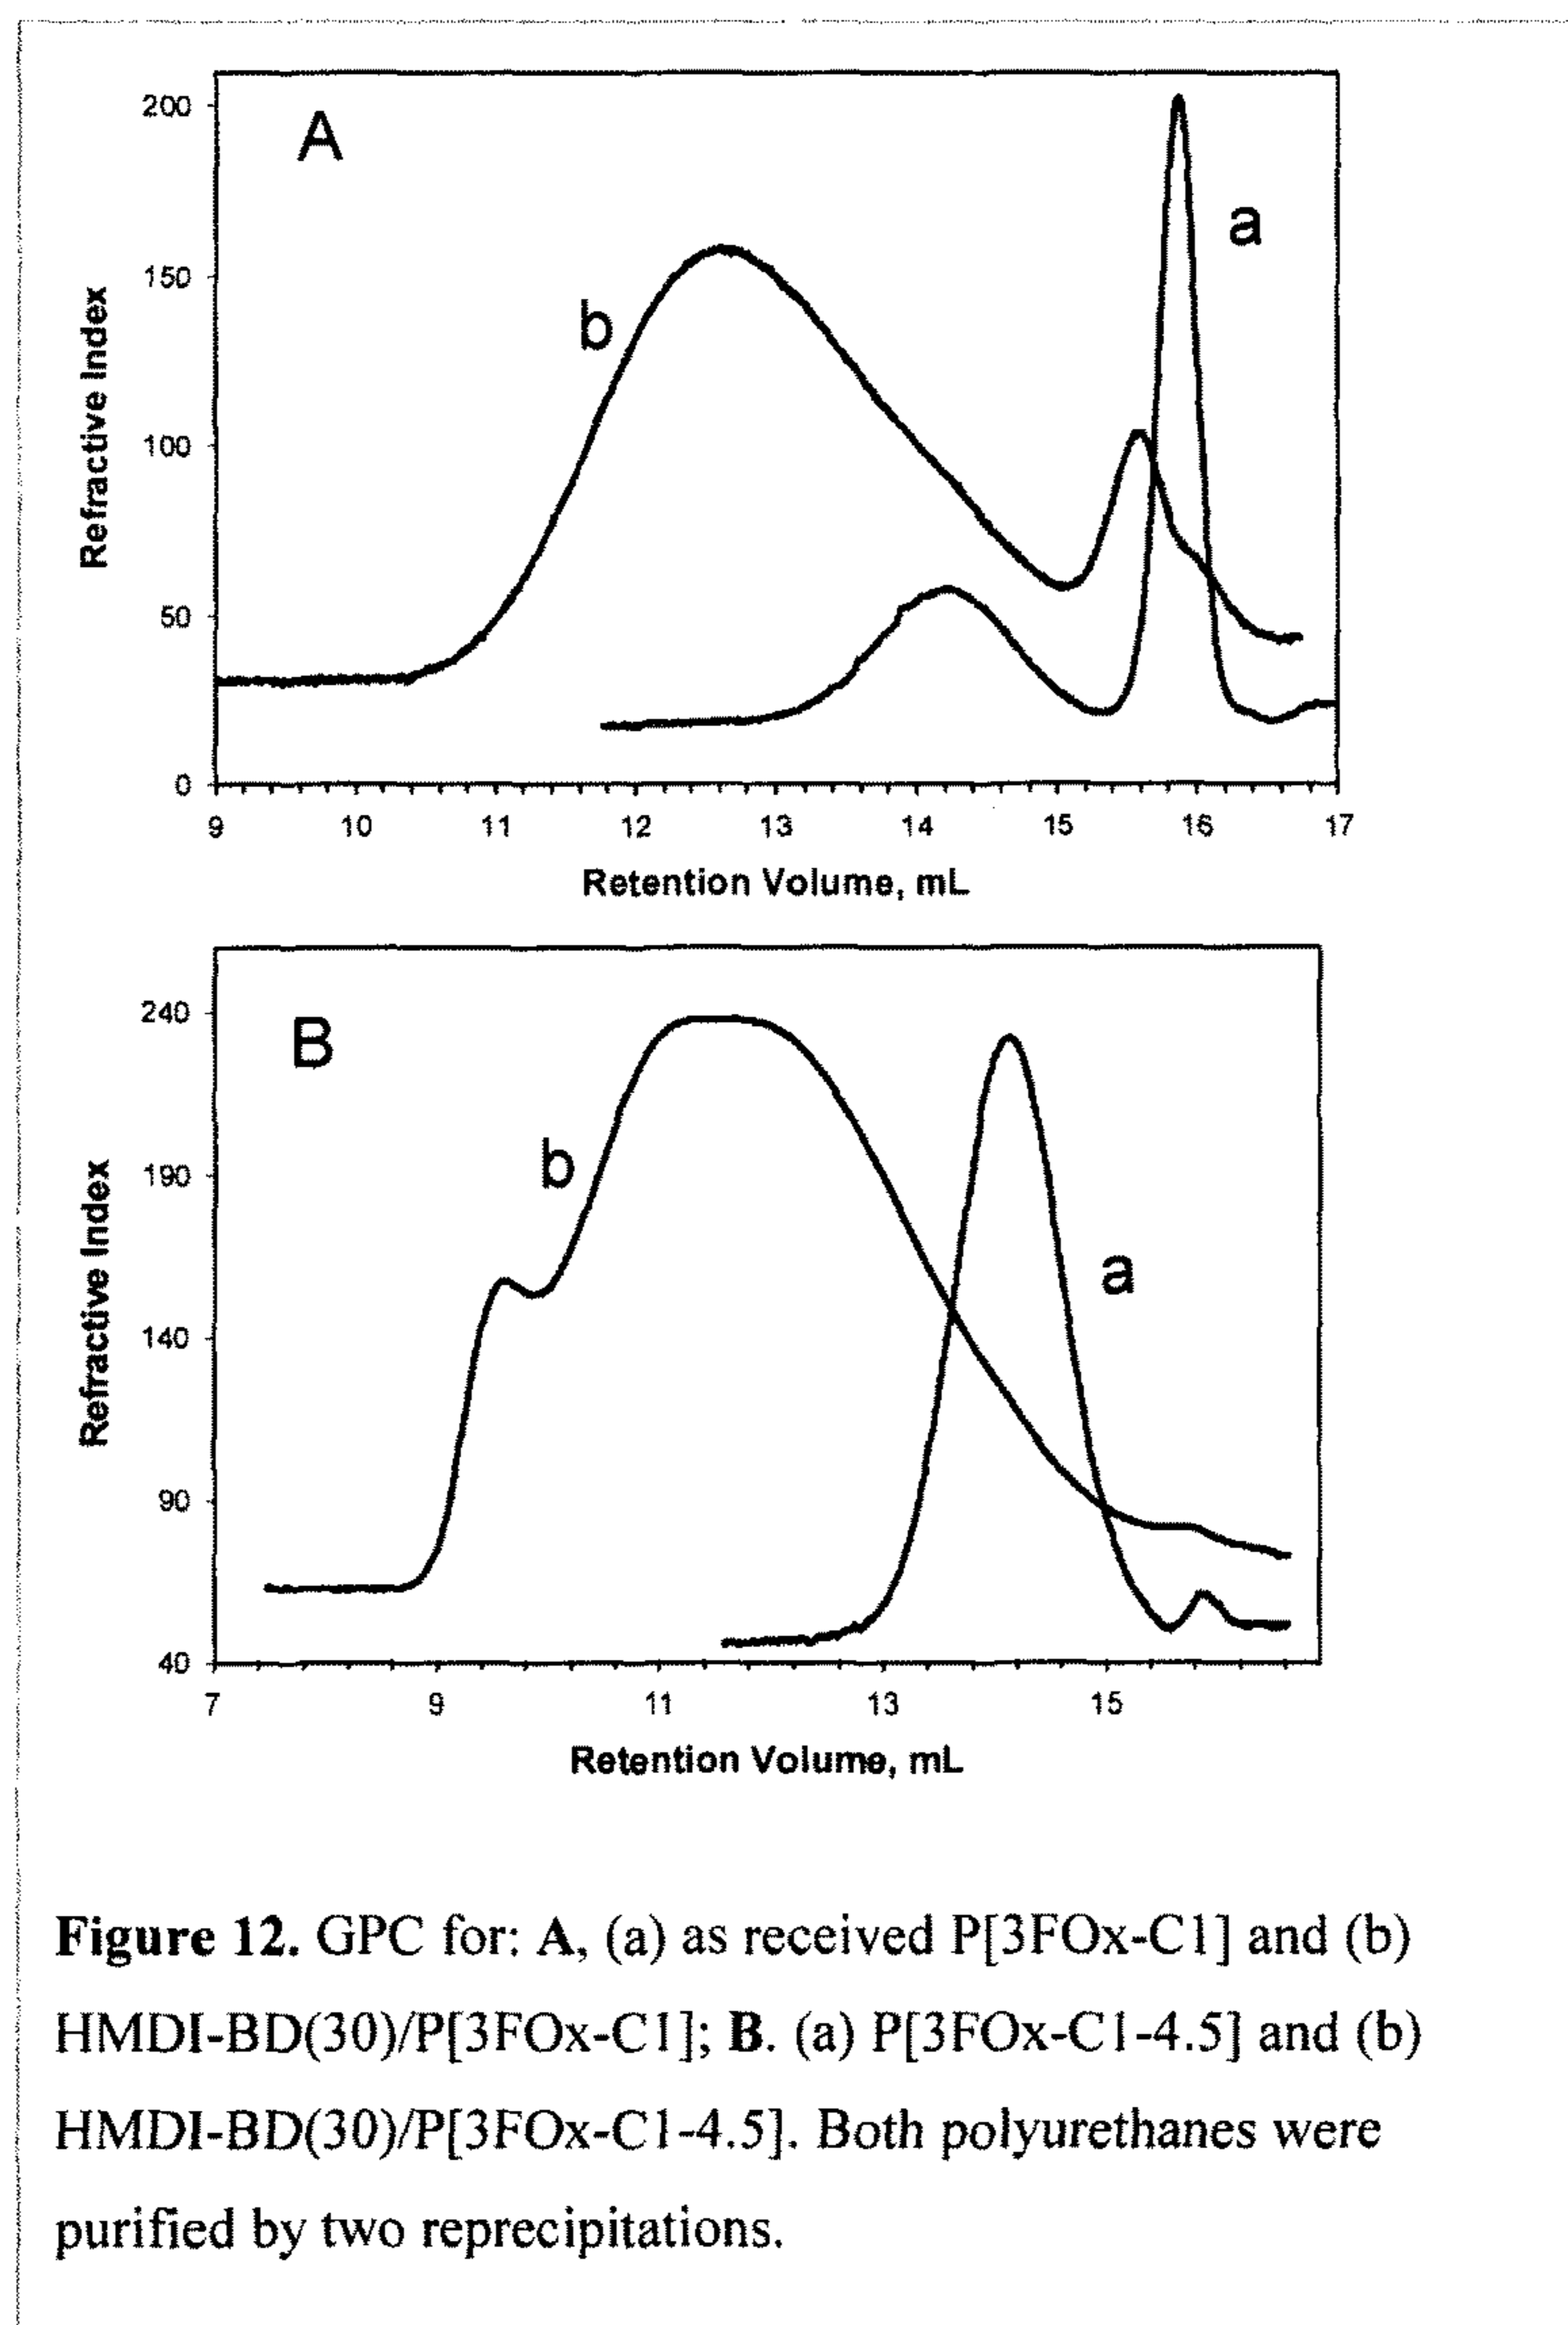 A
a
b
200
150
100
50
0
9 10 11 12 13 14 15 16 17
Refractive Index
Retention Volume, mL
B
b
a
240
190
140
90
40
7 9 11 13 15
Refractive Index
Retention Volume, mL
Figure 12. GPC for: A, (a) as received P[3FOx-C1] and (b)
HMDI-BD(30)/P[3FOx-C1]; B. (a) P[3FOx-C1-4.5] and (b)
HMDI-BD(30)/P[3FOx-C1-4.5]. Both polyurethanes were
purified by two reprecipitations.